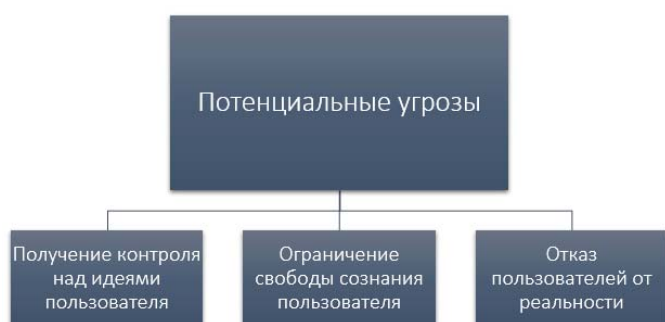 Потенциальные угрозы
Получение контроля
над идеями
пользователя
Ограничение
свободы сознания
пользователя
Отказ
пользователей от
реальности